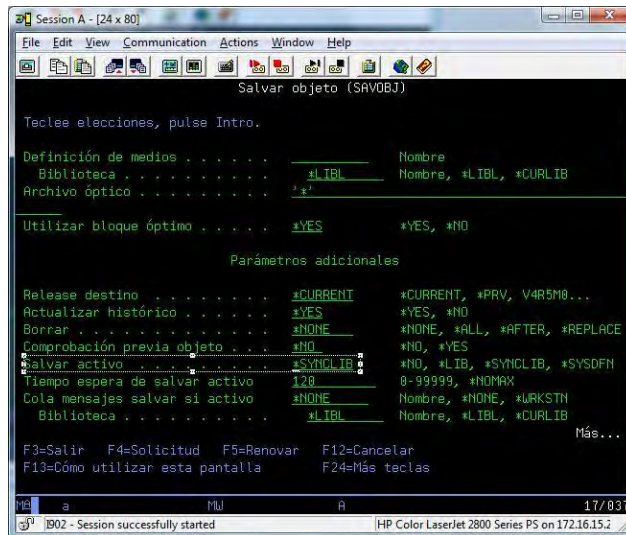 Session A - [24 x 80]
File Edit View Communication Actions Window Help
Salvar objeto (SAVOBJ)
Teclee elecciones, pulse Intro.
Definición de medios . . . . . . . Nombre
Biblioteca . . . . . . . . . . . *LIBL Nombre, *LIBL, *CURLIB
Archivo óptico . . . . . . . . . . '*'
Utilizar bloque óptimo . . . . . *YES *YES, *NO
Parámetros adicionales
Release destino . . . . . . . . *CURRENT *CURRENT, *PRV, V4R5M0...
Actualizar histórico . . . . . . *YES *YES, *NO
Borrar . . . . . . . . . . . . . *NONE *NONE, *ALL, *AFTER, *REPLACE
Comprobación previa objeto . . . *NO *NO, *YES
Salvar activo . . . . . . . . . *SYNCLIB *NO, *LIB, *SYNCLIB, *SYSDFN
Tiempo espera de salvar activo 120 0-99999, *NOMAX
Cola mensajes salvar si activo *NONE Nombre, *NONE, *WRKSTN
Biblioteca . . . . . . . . . . . *LIBL Nombre, *LIBL, *CURLIB
Más...
F3=Salir F4=Solicitud F5=Renovar F12=Cancelar
F13=Cómo utilizar esta pantalla F24=Más teclas
MA a MW A 17/037
I902 - Session successfully started HP Color LaserJet 2800 Series PS on 172.16.15.2